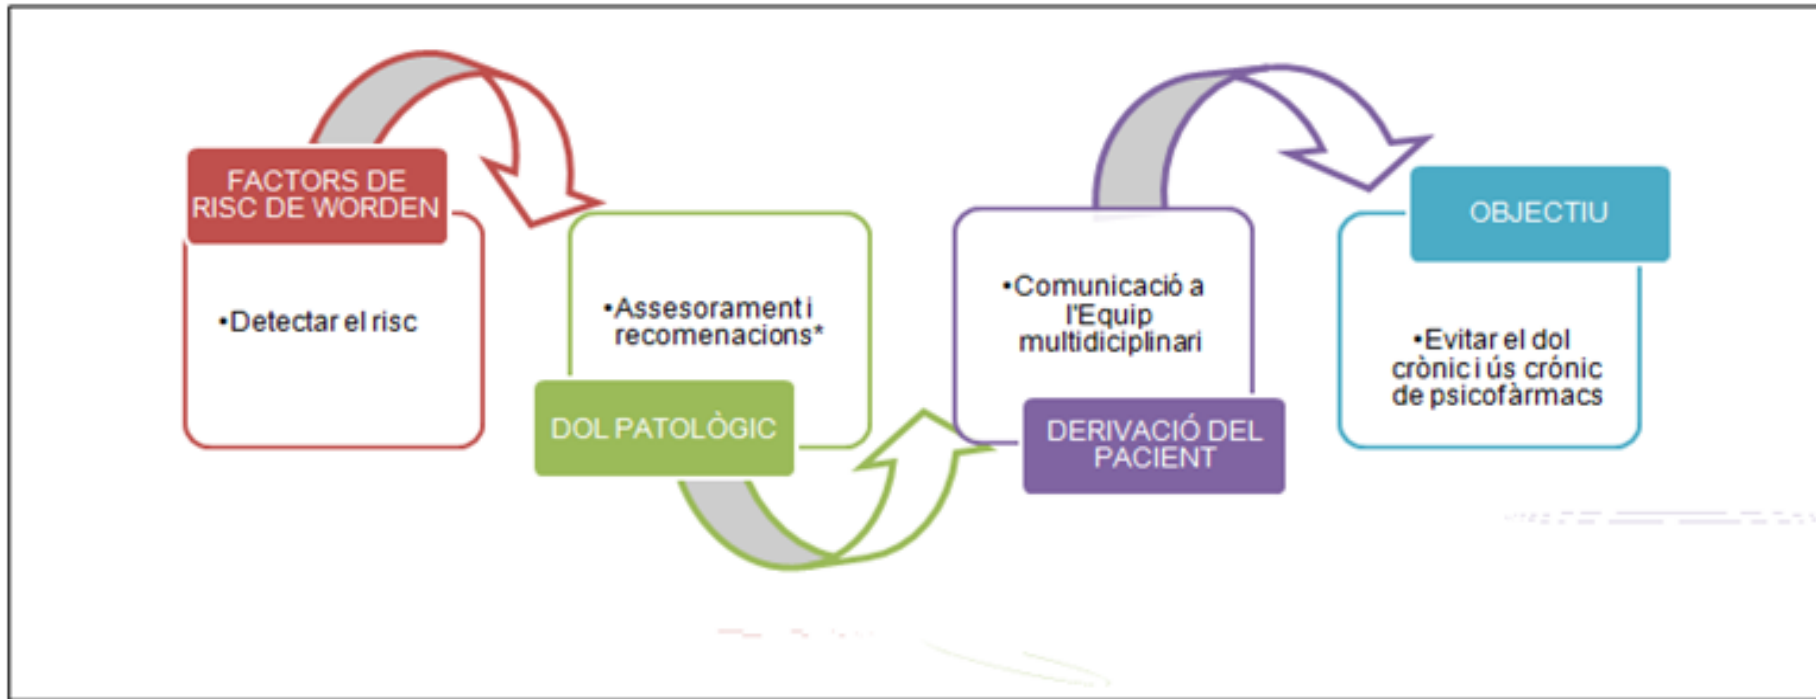 FACTORS DE
RISC DE WORDEN
•Detectar el risc
•Assesorament i
recomenacions*
DOL PATOLÒGIC
•Comunicació a
l'Equip
multidiciplinari
DERIVACIÓ DEL
PACIENT
OBJECTIU
•Evitar el dol
crònic i ús crónic
de psicofàrmacs